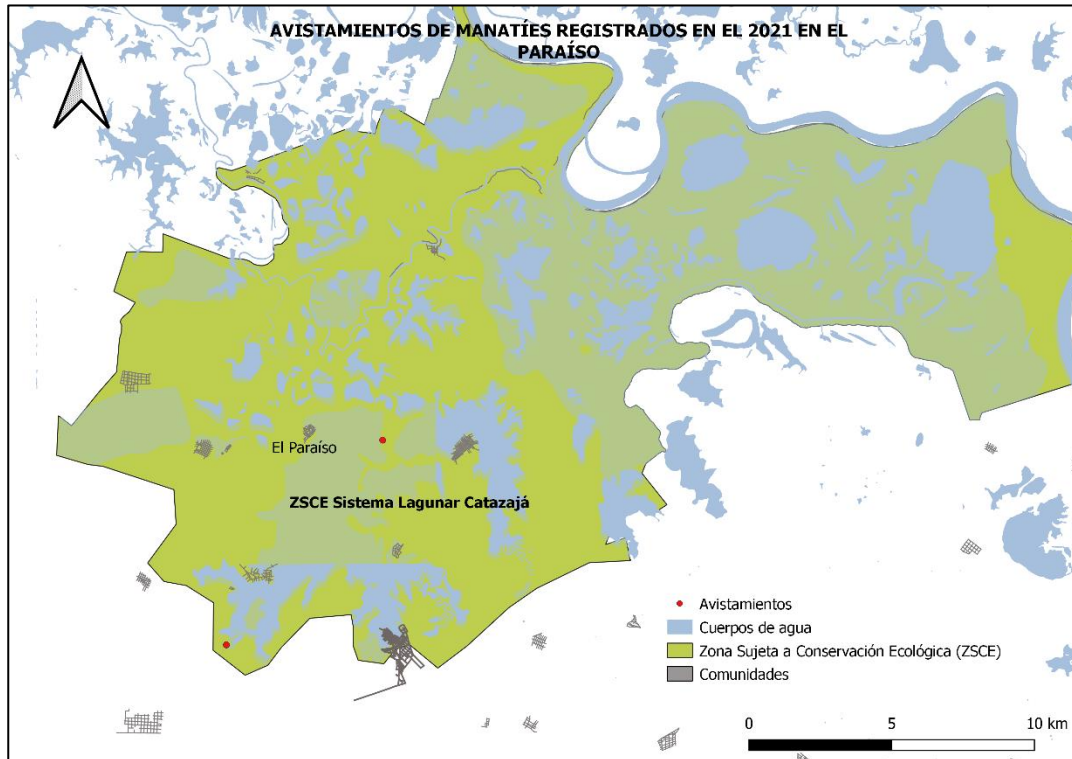 AVISTAMIENTOS DE MANATÍES REGISTRADOS EN EL 2021 EN EL
PARAÍSO
El Paraíso
ZSCE Sistema Lagunar Catazajá
Avistamientos
Cuerpos de agua
Zona Sujeta a Conservación Ecológica (ZSCE)
Comunidades
0 5 10 km